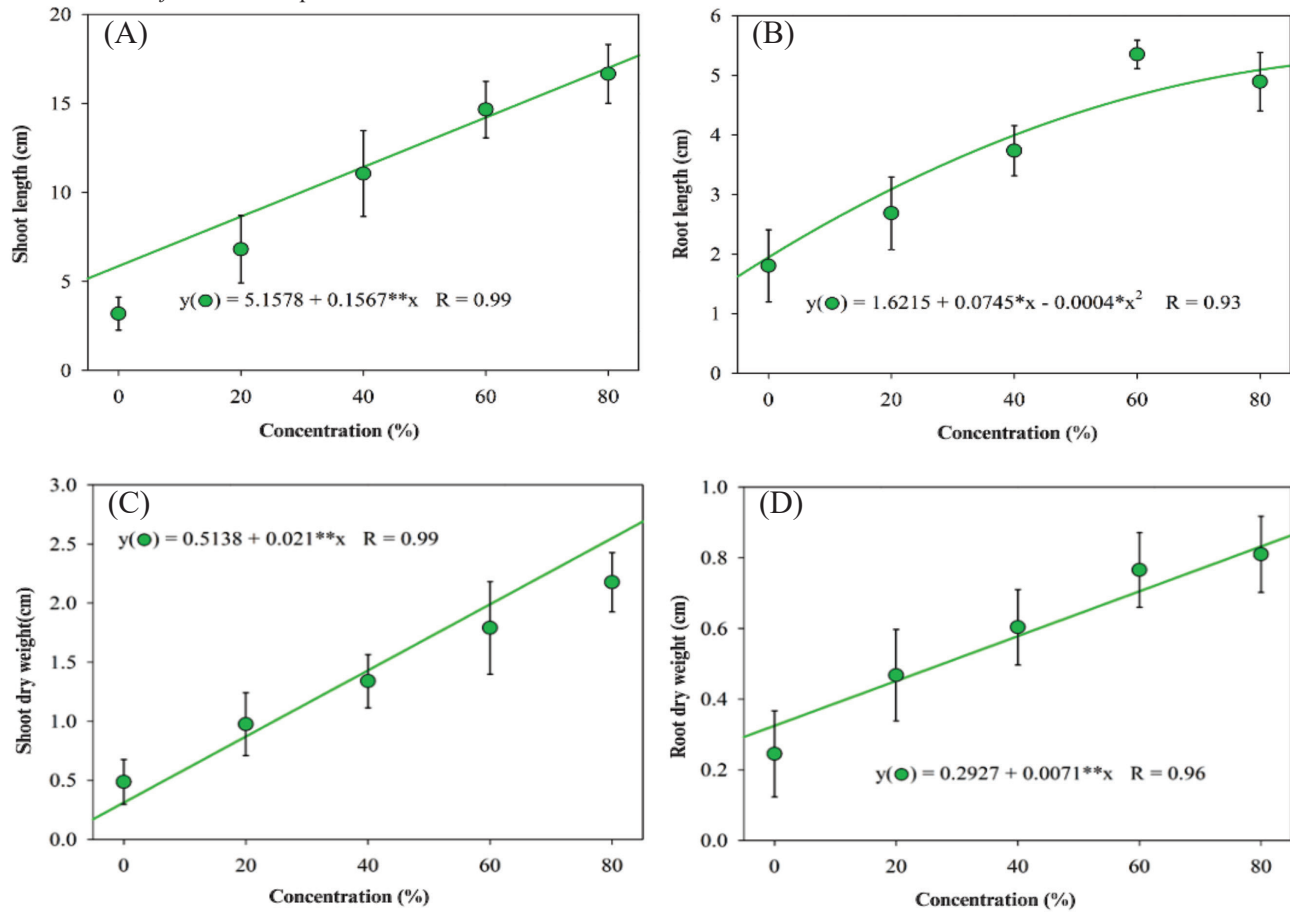 (A)
20
15
10
5
0
Shoot length (cm)
y(●) = 5.1578 + 0.1567**x R = 0.99
0 20 40 60 80
Concentration (%)
(B)
6
5
4
3
2
1
0
Root length (cm)
y(●) = 1.6215 + 0.0745*x - 0.0004*x² R = 0.93
0 20 40 60 80
Concentration (%)
(C)
3.0
2.5
2.0
1.5
1.0
0.5
0.0
Shoot dry weight(cm)
y(●) = 0.5138 + 0.021**x R = 0.99
0 20 40 60 80
Concentration (%)
(D)
1.0
0.8
0.6
0.4
0.2
0.0
Root dry weight (cm)
y(●) = 0.2927 + 0.0071**x R = 0.96
0 20 40 60 80
Concentration (%)